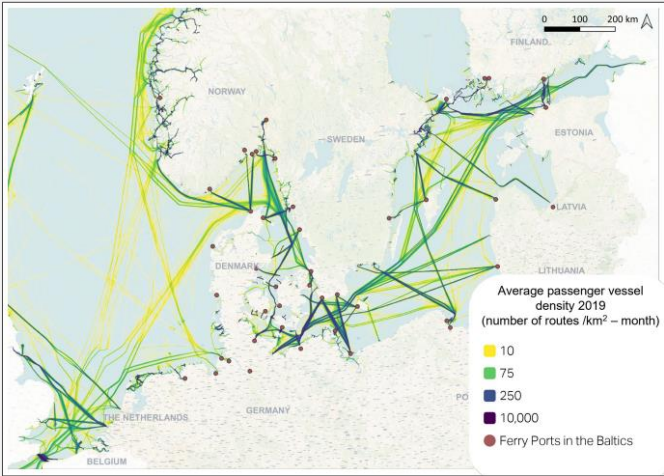 0 100 200 km
FINLAND
NORWAY
SWEDEN
ESTONIA
LATVIA
DENMARK
LITHUANIA
Average passenger vessel
density 2019
(number of routes /km² – month)
10
75
250
10,000
Ferry Ports in the Baltics
THE NETHERLANDS
GERMANY
PO
BELGIUM